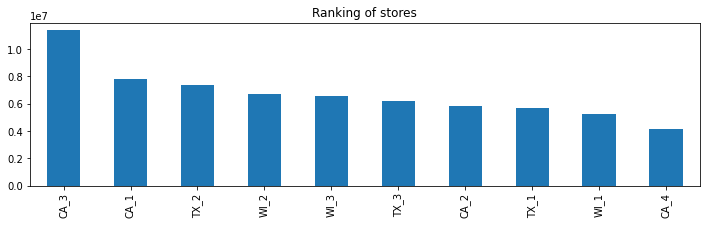 Ranking of stores
1e7
1.0
0.8
0.6
0.4
0.2
0.0
CA_3
CA_1
TX_2
WI_2
WI_3
TX_3
CA_2
TX_1
WI_1
CA_4